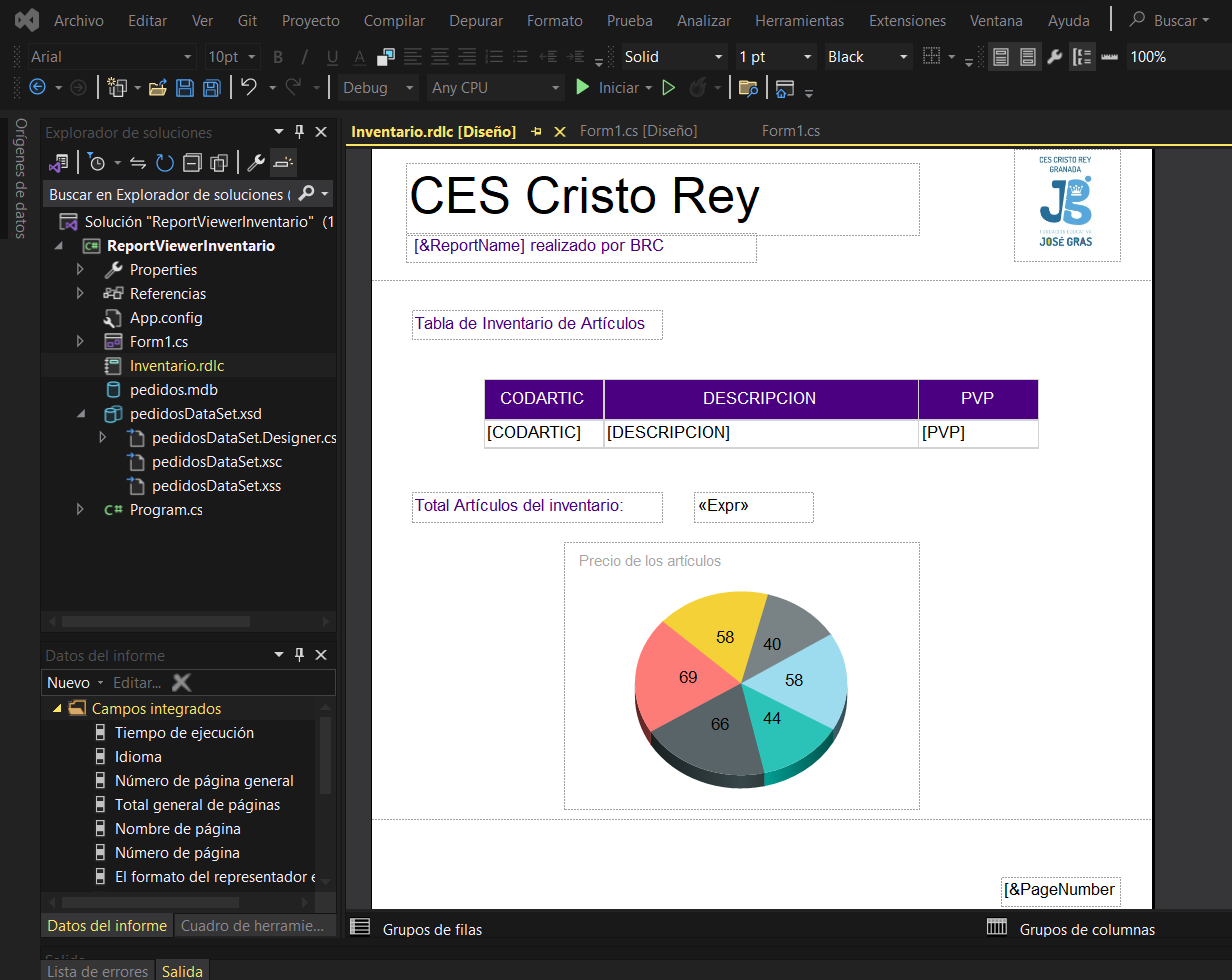 Archivo Editar Ver Git Proyecto Compilar Depurar Formato Prueba Analizar Herramientas Extensiones Ventana Ayuda Buscar
Arial 10pt B I U A Solid 1 pt Black 100%
Debug Any CPU Iniciar
Orígenes de datos
Explorador de soluciones
Buscar en Explorador de soluciones (
Solución "ReportViewerInventario" (1
ReportViewerInventario
Properties
Referencias
App.config
Form1.cs
Inventario.rdlc
pedidos.mdb
pedidosDataSet.xsd
pedidosDataSet.Designer.cs
pedidosDataSet.xsc
pedidosDataSet.xss
Program.cs
Datos del informe
Nuevo Editar...
Campos integrados
Tiempo de ejecución
Idioma
Número de página general
Total general de páginas
Nombre de página
Número de página
El formato del representador e
Datos del informe Cuadro de herramie...
Salida
Lista de errores Salida
Inventario.rdlc [Diseño] Form1.cs [Diseño] Form1.cs
CES Cristo Rey
[&ReportName] realizado por BRC
CES CRISTO REY
GRANADA
FUNDACIÓN EDUCATIVA
JOSÉ GRAS
Tabla de Inventario de Artículos
CODARTIC DESCRIPCION PVP
[CODARTIC] [DESCRIPCION] [PVP]
Total Artículos del inventario: «Expr»
Precio de los artículos
58
40
69
58
66
44
[&PageNumber
Grupos de filas Grupos de columnas